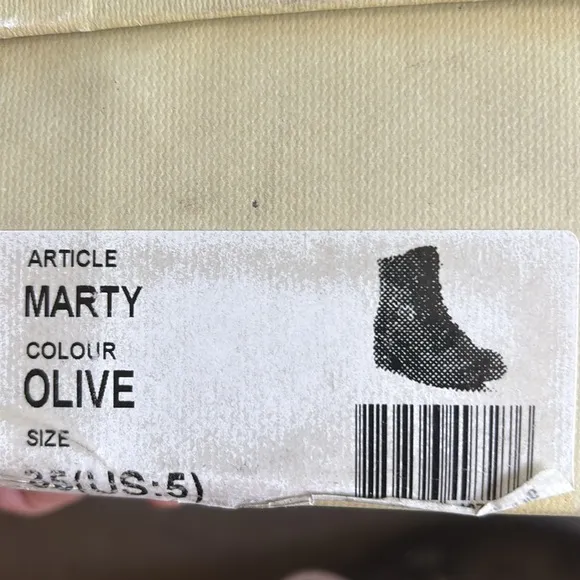 ARTICLE
MARTY
COLOUR
OLIVE
SIZE
35(US:5)